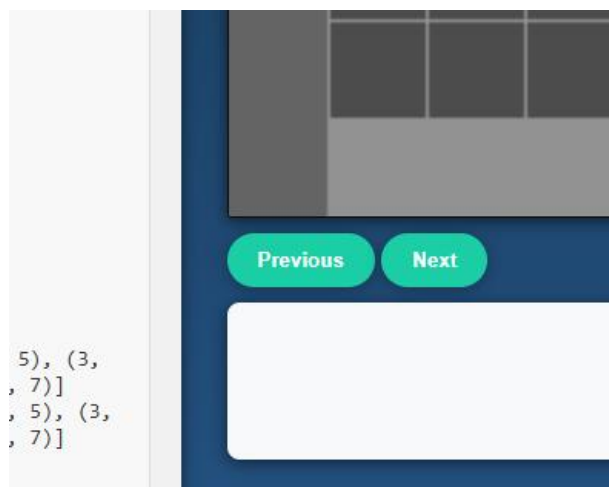 Previous
Next
5), (3,
, 7)]
, 5), (3,
, 7)]